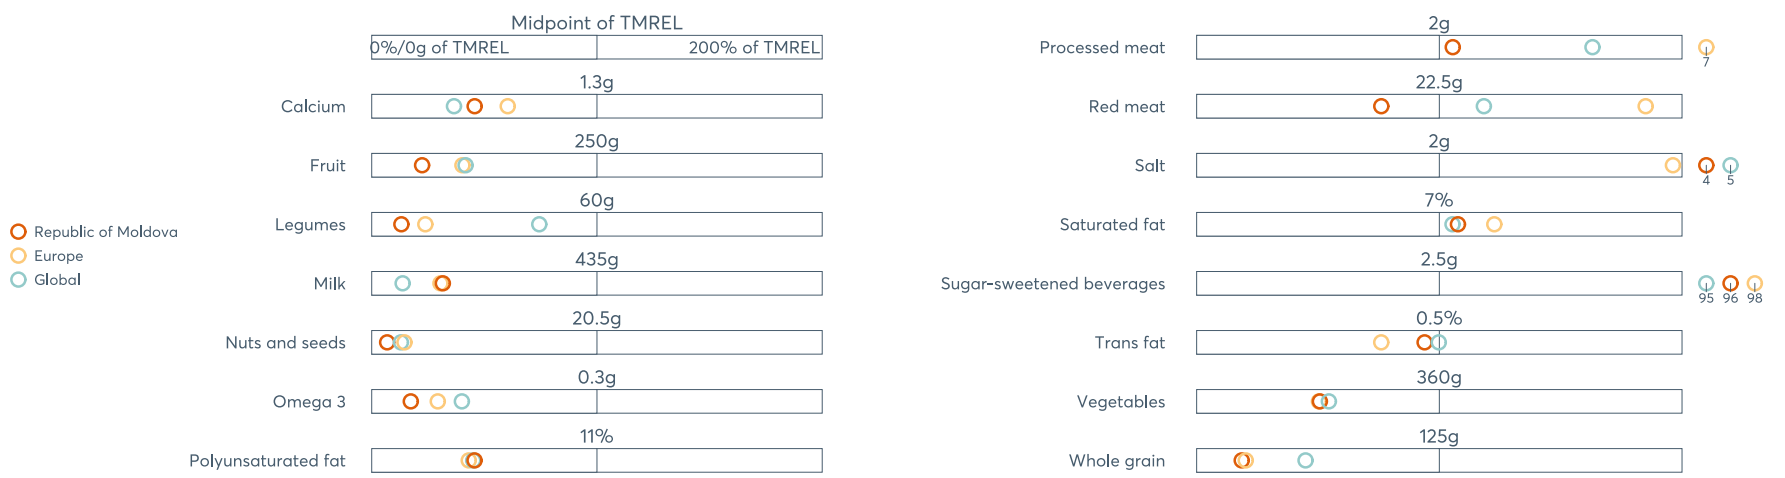 Midpoint of TMREL
0%/0g of TMREL 200% of TMREL
1.3g
Calcium
250g
Fruit
60g
Legumes
435g
Milk
20.5g
Nuts and seeds
0.3g
Omega 3
11%
Polyunsaturated fat
Republic of Moldova
Europe
Global
2g
Processed meat
7
22.5g
Red meat
2g
Salt
4 5
7%
Saturated fat
2.5g
Sugar-sweetened beverages
95 96 98
0.5%
Trans fat
360g
Vegetables
125g
Whole grain